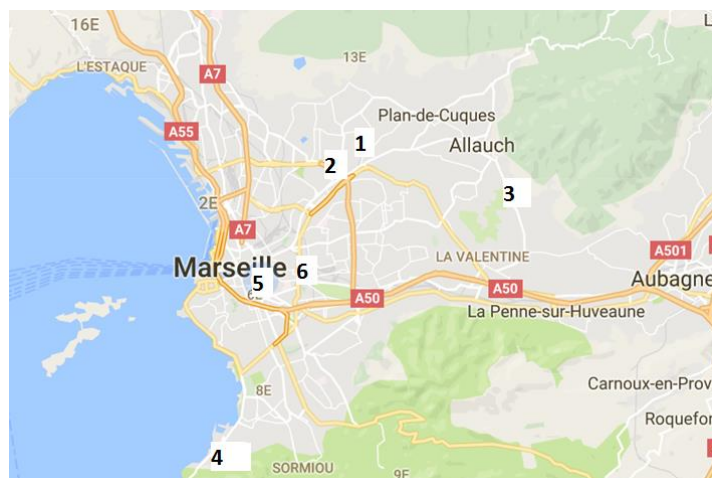 16E
L'ESTAQUE
A7
13E
Plan-de-Cuques
A55
1
Allauch
2
3
2E
A7
LA VALENTINE
A501
Marseille
6
5
6E
A50
A50
Aubagne
La Penne-sur-Huveaune
8E
Carnoux-en-Prov
Roquefor
4
SORMIOU
9E